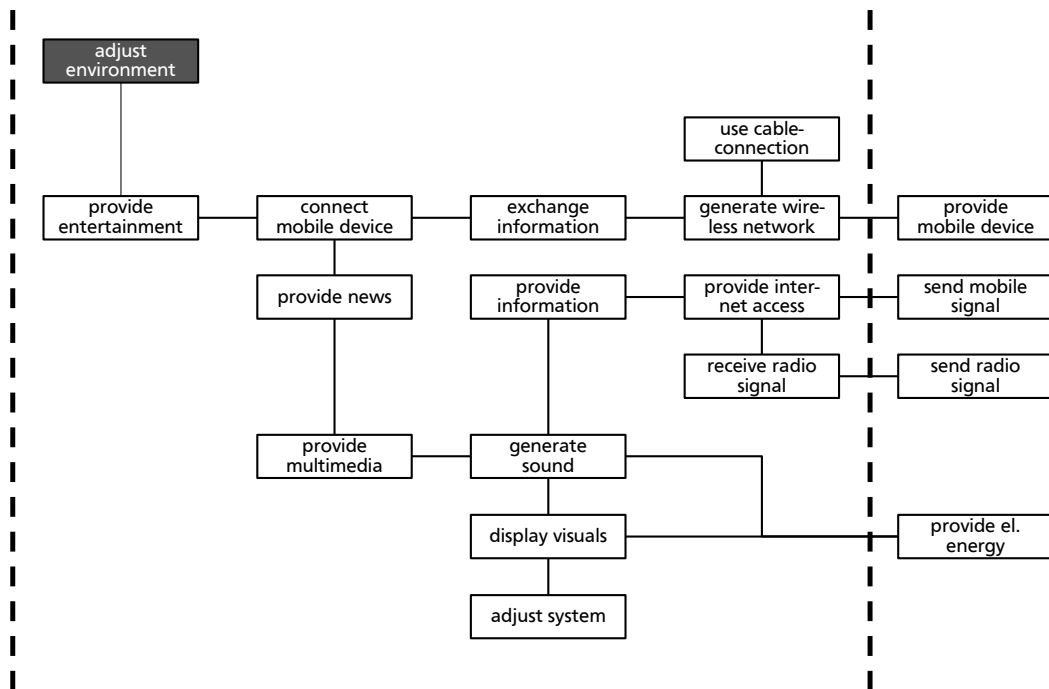 adjust
environment
use cable-
connection
provide
entertainment
connect
mobile device
exchange
information
generate wire-
less network
provide
mobile device
provide news
provide
information
provide inter-
net access
send mobile
signal
receive radio
signal
send radio
signal
provide
multimedia
generate
sound
display visuals
provide el.
energy
adjust system